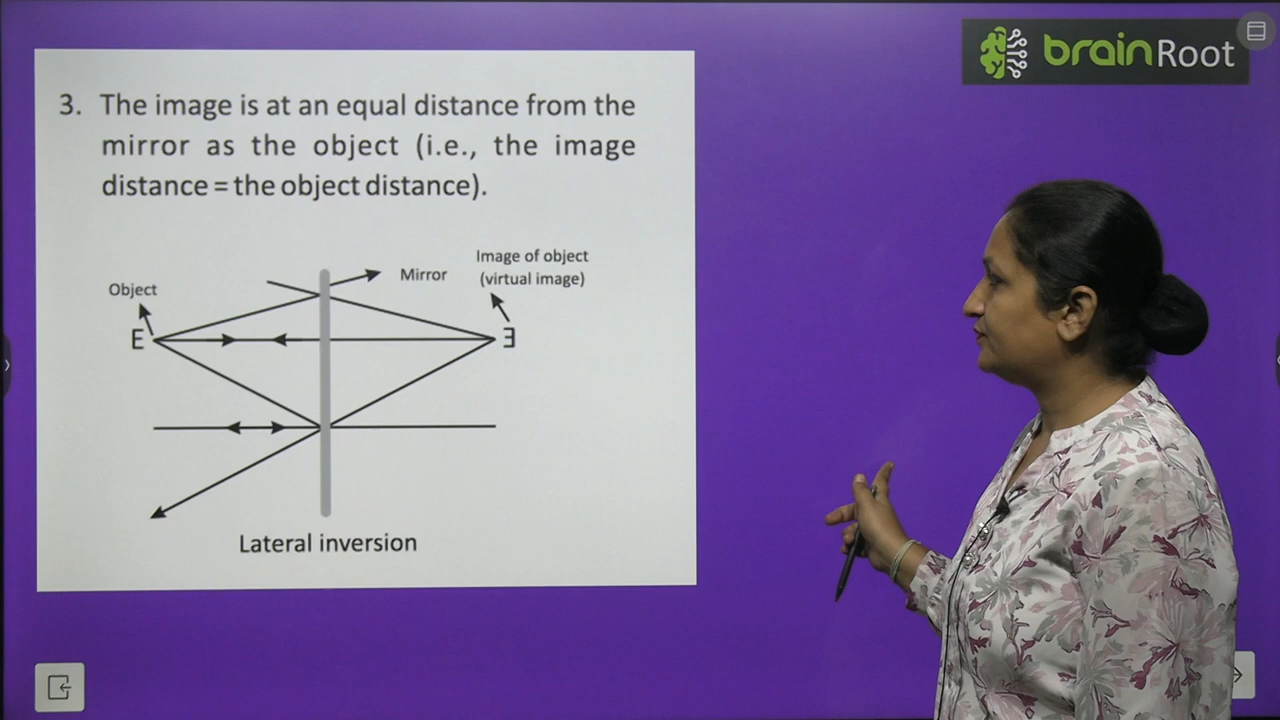 brainRoot
3. The image is at an equal distance from the
mirror as the object (i.e., the image
distance = the object distance).
Image of object
(virtual image)
Mirror
Object
E
Ǝ
Lateral inversion